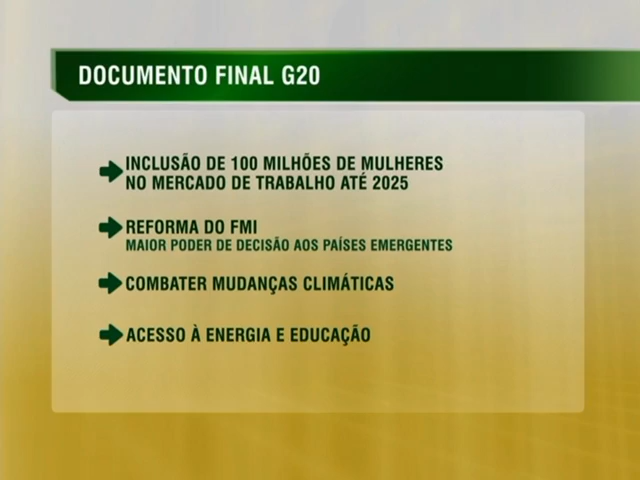 DOCUMENTO FINAL G20
INCLUSÃO DE 100 MILHÕES DE MULHERES
NO MERCADO DE TRABALHO ATÉ 2025
REFORMA DO FMI
MAIOR PODER DE DECISÃO AOS PAÍSES EMERGENTES
COMBATER MUDANÇAS CLIMÁTICAS
ACESSO À ENERGIA E EDUCAÇÃO